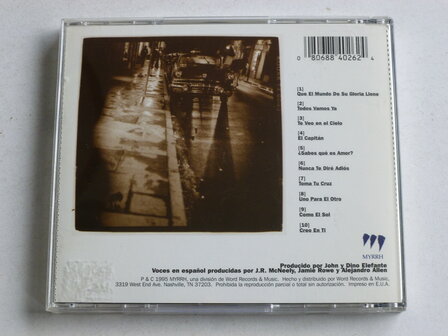 0 80688 40262 4
[1]
Que El Mundo De Su Gloria Llene
[2]
Todos Vamos Ya
[3]
Te Veo en el Cielo
[4]
El Capitán
[5]
¿Sabes qué es Amor?
[6]
Nunca Te Diré Adiós
[7]
Toma Tu Cruz
[8]
Uno Para El Otro
[9]
Como El Sol
[10]
Creo En Ti
MYRRH
Producido por John y Dino Elefante
Voces en español producidas por J.R. McNeely, Jamie Rowe y Alejandro Allen
P & C 1995 MYRRH, una división de Word Records & Music. Hecho y distribuido por Word Records & Music,
3319 West End Ave, Nashville, TN 37203. Prohibida la reproducción parcial o total sin autorización. Impreso en E.U.A.